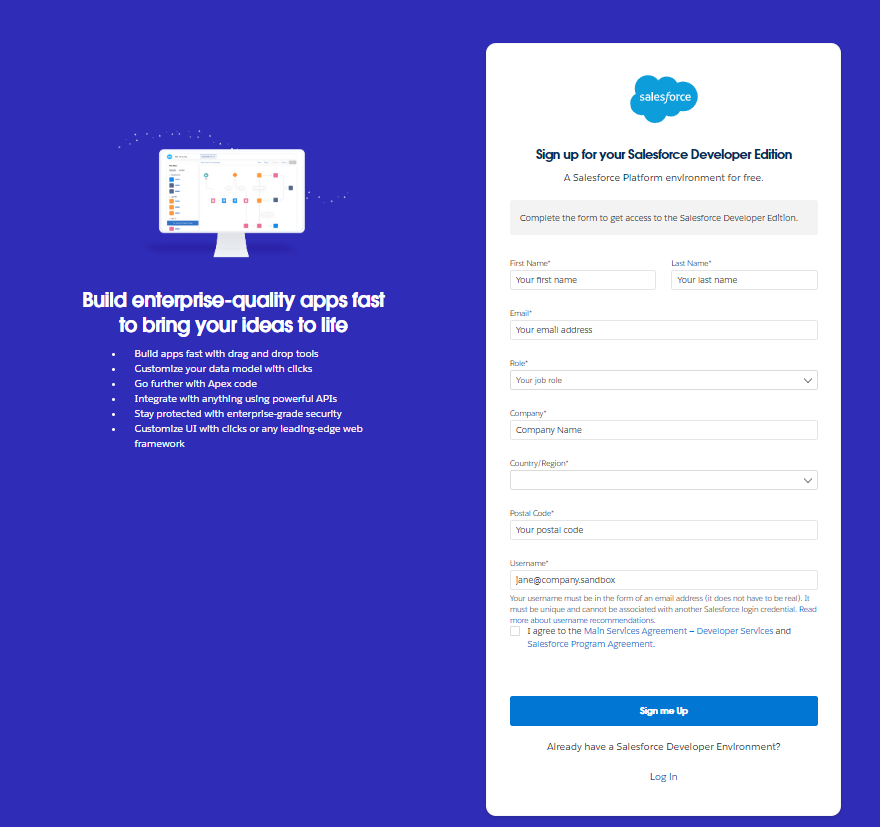 Build enterprise-quality apps fast
to bring your ideas to life
• Build apps fast with drag and drop tools
• Customize your data model with clicks
• Go further with Apex code
• Integrate with anything using powerful APIs
• Stay protected with enterprise-grade security
• Customize UI with clicks or any leading-edge web
framework
salesforce
Sign up for your Salesforce Developer Edition
A Salesforce Platform environment for free.
Complete the form to get access to the Salesforce Developer Edition.
First Name* Last Name*
Your first name Your last name
Email*
Your email address
Role*
Your job role
Company*
Company Name
Country/Region*
Postal Code*
Your postal code
Username*
jane@company.sandbox
Your username must be in the form of an email address (it does not have to be real). It
must be unique and cannot be associated with another Salesforce login credential. Read
more about username recommendations.
I agree to the Main Services Agreement – Developer Services and
Salesforce Program Agreement.
Sign me Up
Already have a Salesforce Developer Environment?
Log In